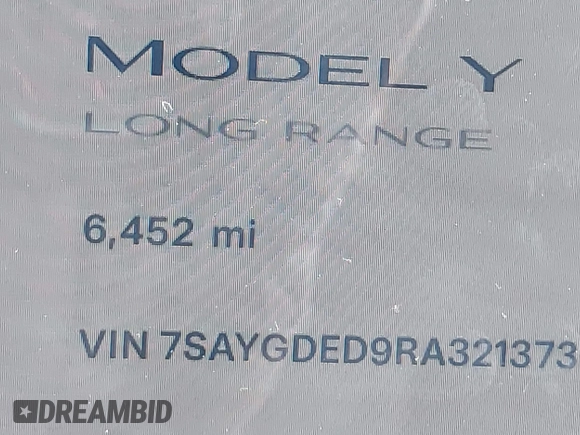 MODEL Y
LONG RANGE
6,452 mi
VIN 7SAYGDED9RA321373
DREAMBID